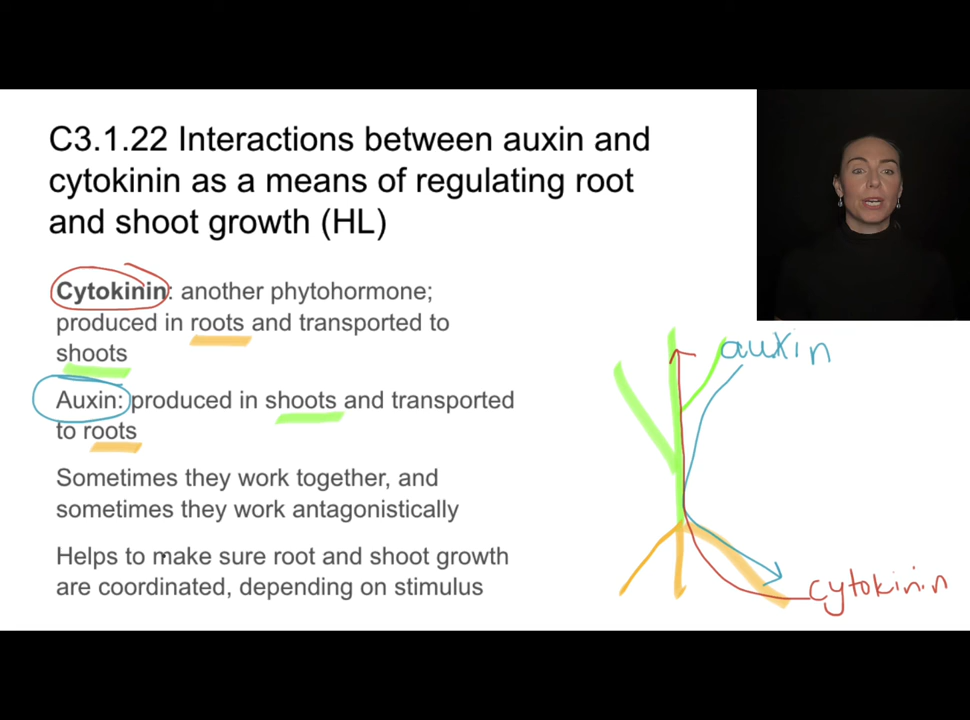 C3.1.22 Interactions between auxin and
cytokinin as a means of regulating root
and shoot growth (HL)
Cytokinin: another phytohormone;
produced in roots and transported to
shoots
Auxin: produced in shoots and transported
to roots
Sometimes they work together, and
sometimes they work antagonistically
Helps to make sure root and shoot growth
are coordinated, depending on stimulus
auxin
cytokinin